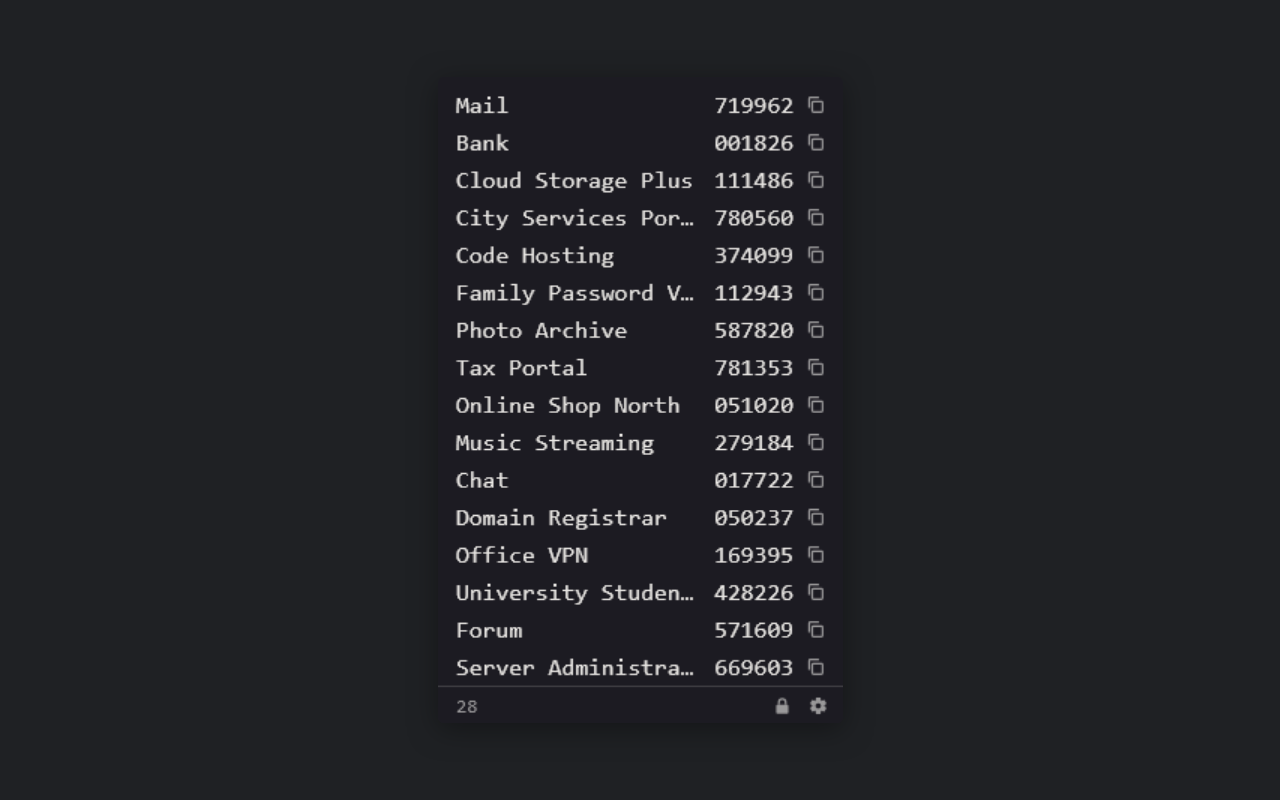 Mail 719962
Bank 001826
Cloud Storage Plus 111486
City Services Por… 780560
Code Hosting 374099
Family Password V… 112943
Photo Archive 587820
Tax Portal 781353
Online Shop North 051020
Music Streaming 279184
Chat 017722
Domain Registrar 050237
Office VPN 169395
University Studen… 428226
Forum 571609
Server Administra… 669603
28